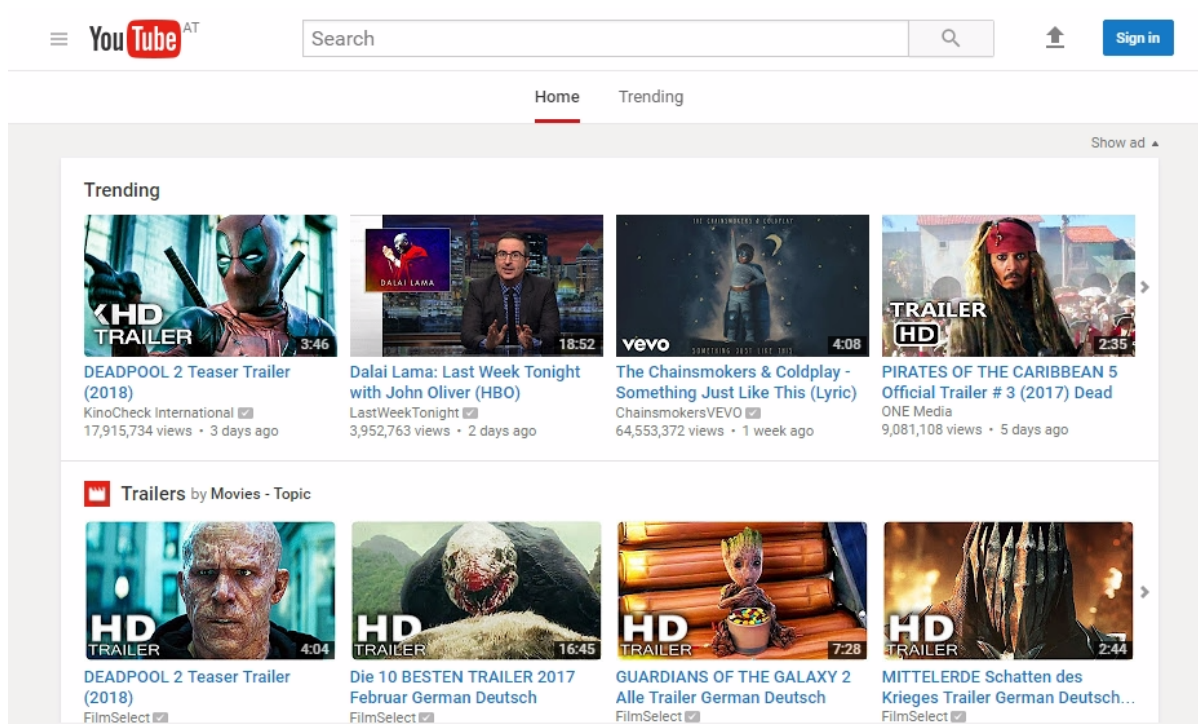 YouTube AT
Search
Sign in
Home Trending
Show ad
Trending
HD
TRAILER
3:46
DALAI LAMA
18:52
THE CHAINSMOKERS & COLDPLAY
vevo
SOMETHING JUST LIKE THIS
4:08
TRAILER
HD
2:35
DEADPOOL 2 Teaser Trailer
(2018)
KinoCheck International
17,915,734 views • 3 days ago
Dalai Lama: Last Week Tonight
with John Oliver (HBO)
LastWeekTonight
3,952,763 views • 2 days ago
The Chainsmokers & Coldplay -
Something Just Like This (Lyric)
ChainsmokersVEVO
64,553,372 views • 1 week ago
PIRATES OF THE CARIBBEAN 5
Official Trailer # 3 (2017) Dead
ONE Media
9,081,108 views • 5 days ago
Trailers by Movies - Topic
HD
TRAILER
4:04
HD
TRAILER
16:45
HD
TRAILER
7:28
HD
TRAILER
2:44
DEADPOOL 2 Teaser Trailer
(2018)
FilmSelect
Die 10 BESTEN TRAILER 2017
Februar German Deutsch
FilmSelect
GUARDIANS OF THE GALAXY 2
Alle Trailer German Deutsch
FilmSelect
MITTELERDE Schatten des
Krieges Trailer German Deutsch...
FilmSelect